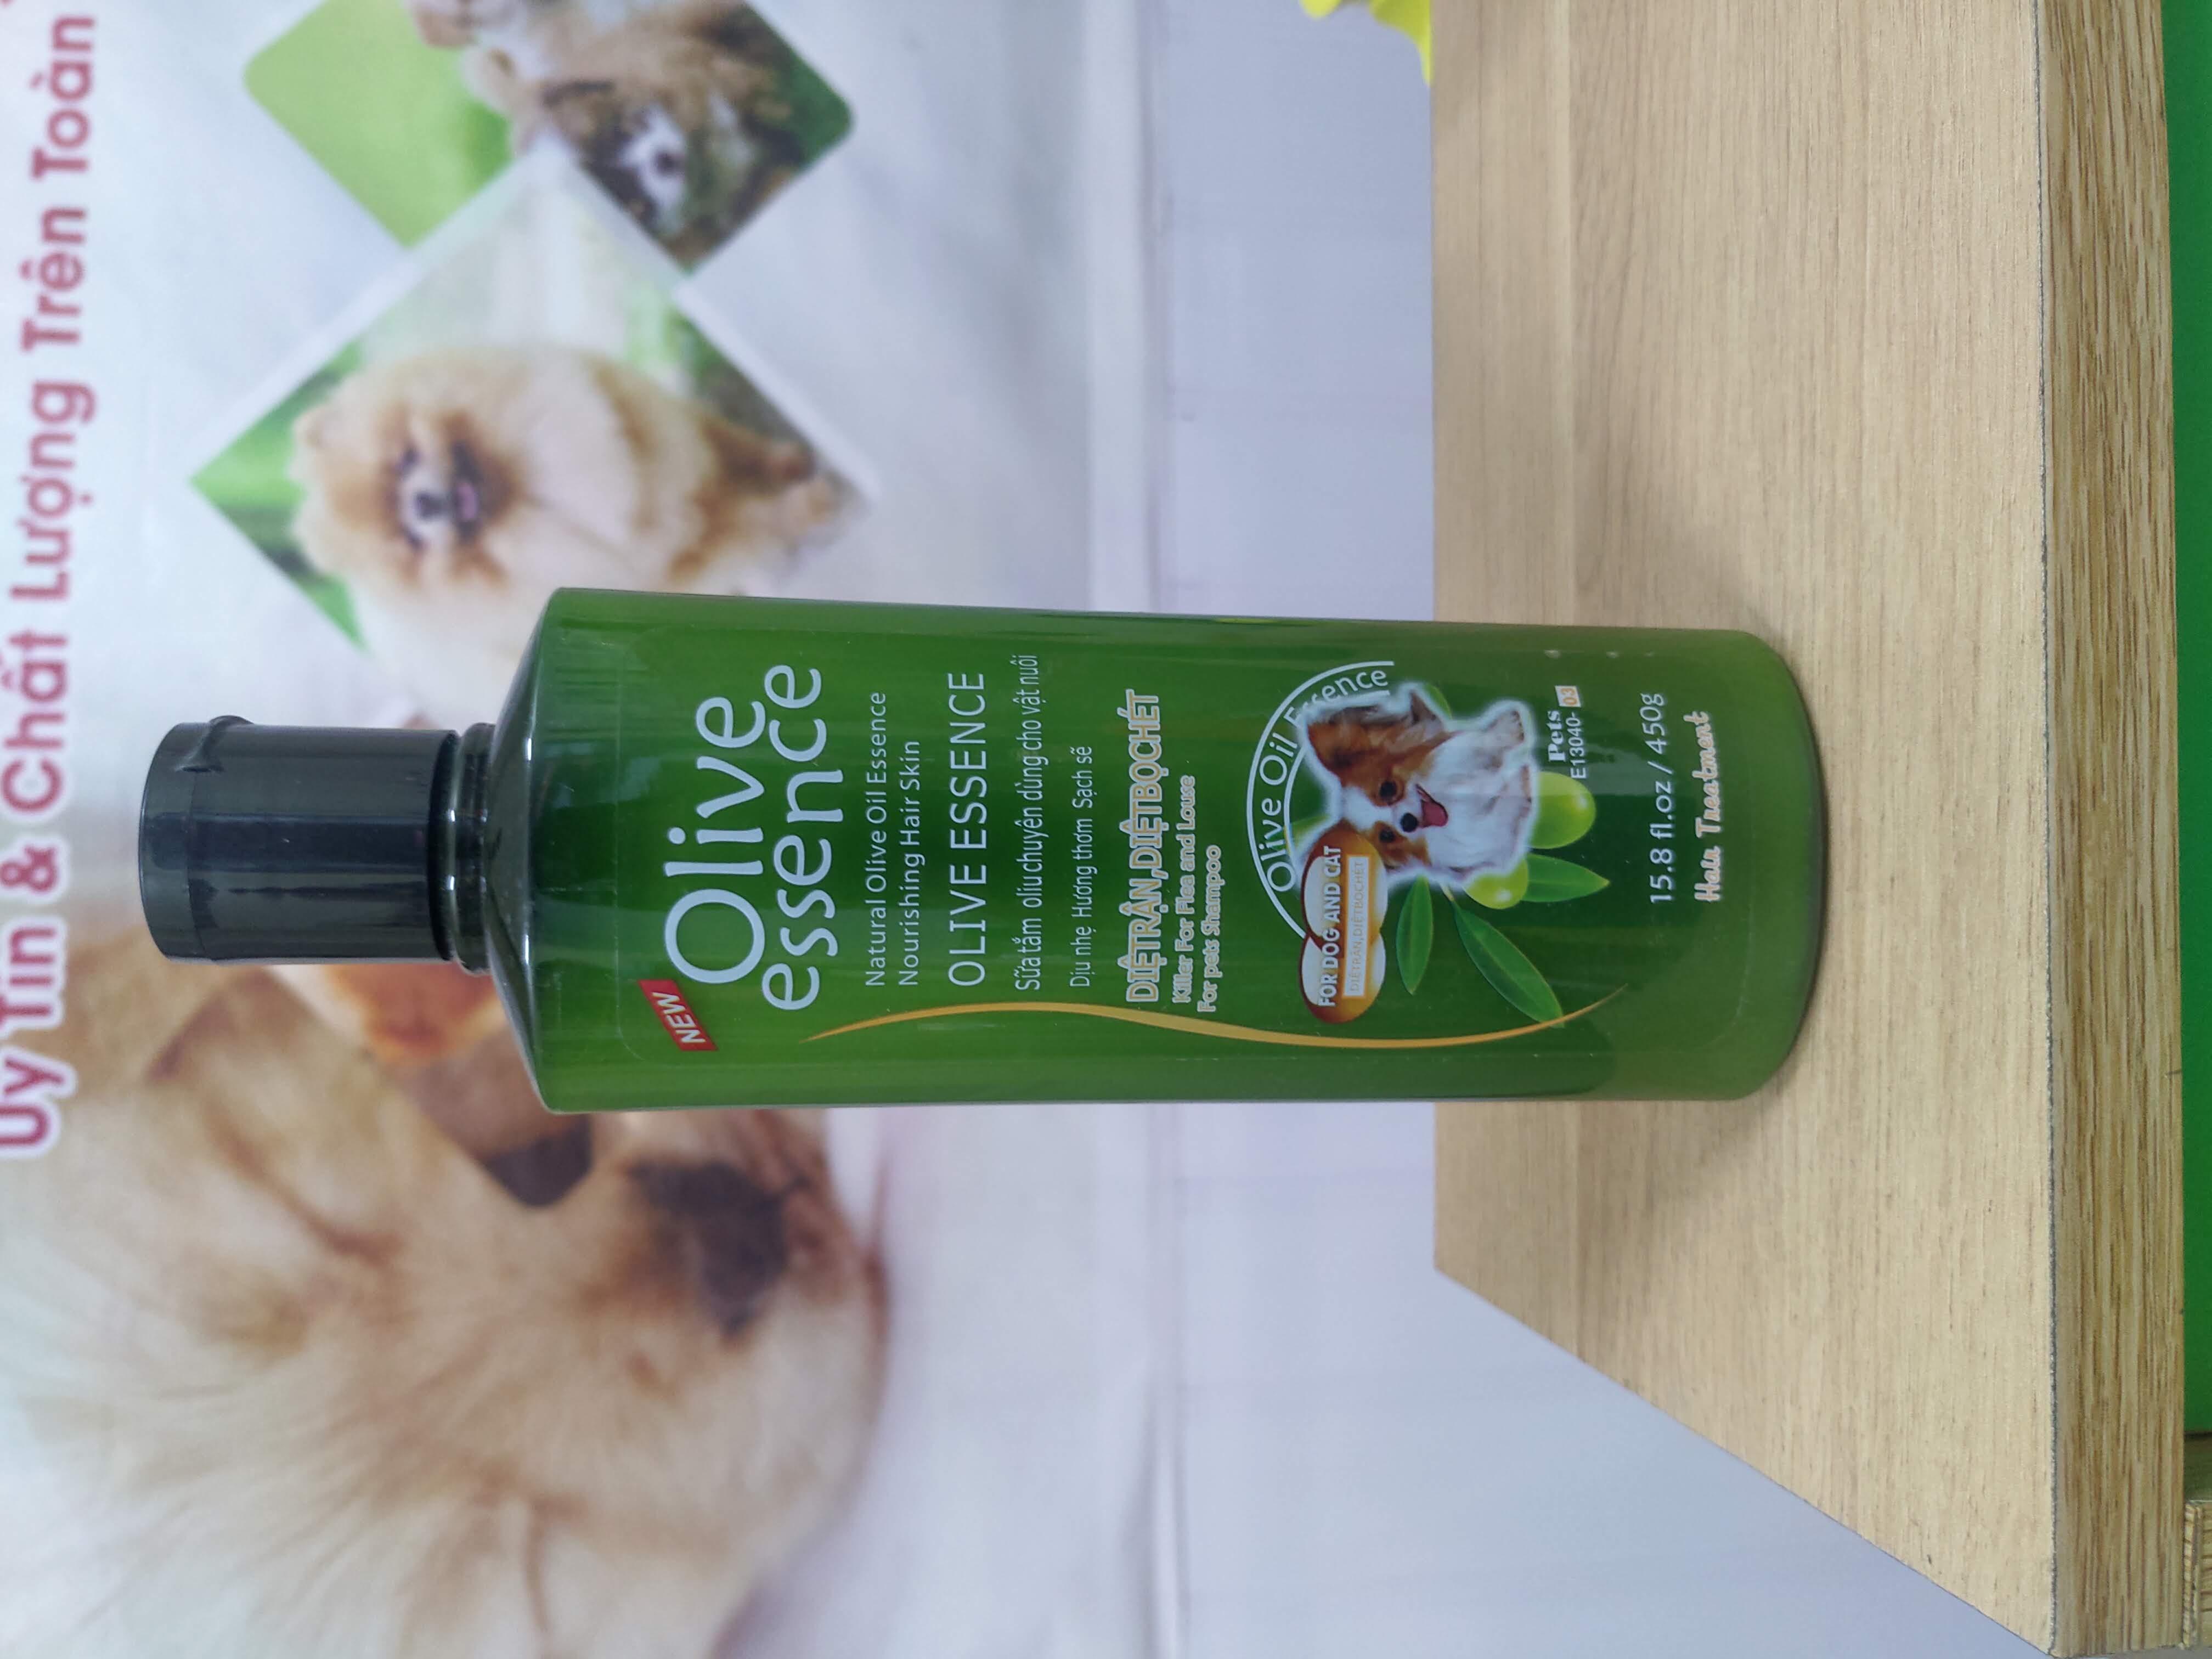 Uy Tín & Chất Lượng Trên Toàn
NEW
Olive
essence
Natural Olive Oil Essence
Nourishing Hair Skin
OLIVE ESSENCE
Sữa tắm oliu chuyên dùng cho vật nuôi
Dịu nhẹ Hương thơm Sạch sẽ
DIỆTRẬN,DIỆTBỌCHÉT
Killer For Flea and Louse
For pets Shampoo
Olive Oil Essence
FOR DOG AND CAT
DIỆTRẬN,DIỆTBỌCHÉT
Pets
E13040-03
15.8 fl.oz / 450g
Hair Treatment